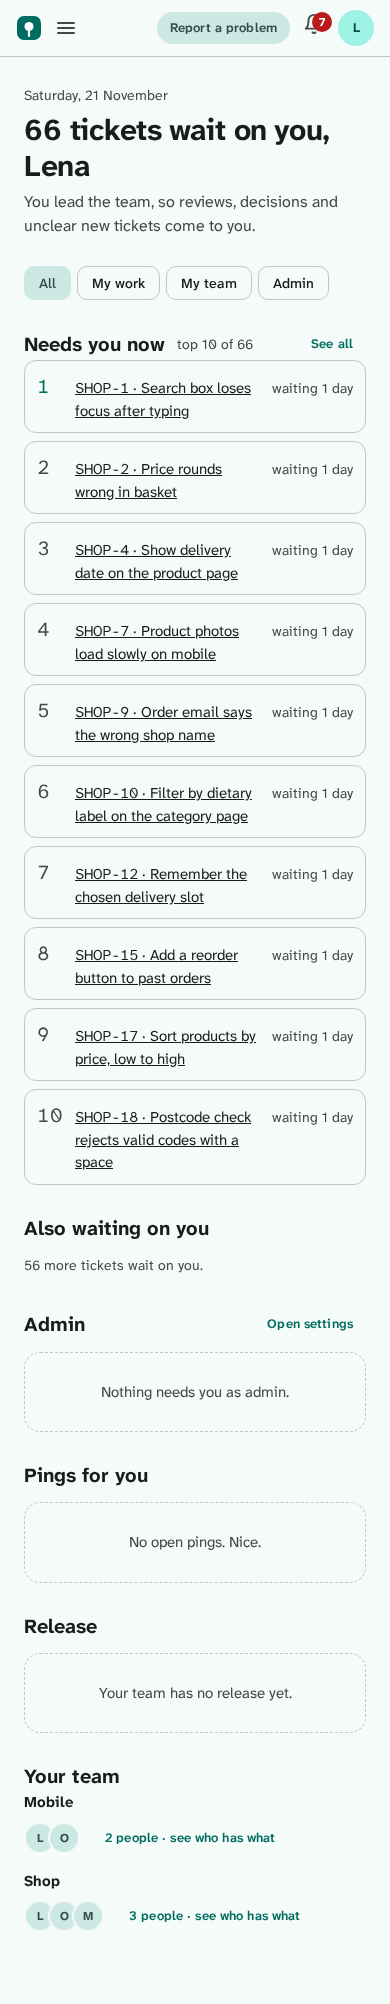 Report a problem
7
L
Saturday, 21 November
66 tickets wait on you,
Lena
You lead the team, so reviews, decisions and
unclear new tickets come to you.
All
My work
My team
Admin
Needs you now top 10 of 66 See all
1 SHOP-1 · Search box loses waiting 1 day
focus after typing
2 SHOP-2 · Price rounds waiting 1 day
wrong in basket
3 SHOP-4 · Show delivery waiting 1 day
date on the product page
4 SHOP-7 · Product photos waiting 1 day
load slowly on mobile
5 SHOP-9 · Order email says waiting 1 day
the wrong shop name
6 SHOP-10 · Filter by dietary waiting 1 day
label on the category page
7 SHOP-12 · Remember the waiting 1 day
chosen delivery slot
8 SHOP-15 · Add a reorder waiting 1 day
button to past orders
9 SHOP-17 · Sort products by waiting 1 day
price, low to high
10 SHOP-18 · Postcode check waiting 1 day
rejects valid codes with a
space
Also waiting on you
56 more tickets wait on you.
Admin Open settings
Nothing needs you as admin.
Pings for you
No open pings. Nice.
Release
Your team has no release yet.
Your team
Mobile
L O 2 people · see who has what
Shop
L O M 3 people · see who has what